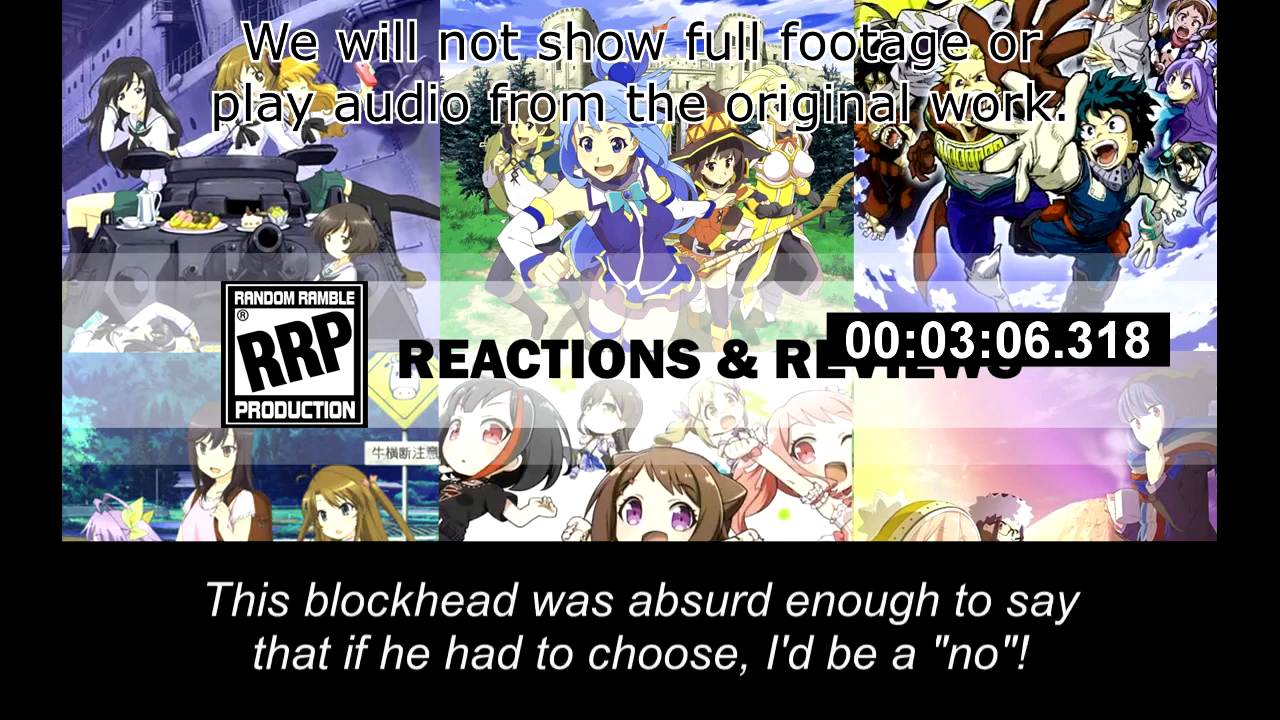 We will not show full footage or
play audio from the original work.
RANDOM RAMBLE
®
RRP
PRODUCTION
REACTIONS & REVIEWS
00:03:06.318
牛横断注意
This blockhead was absurd enough to say
that if he had to choose, I'd be a "no"!